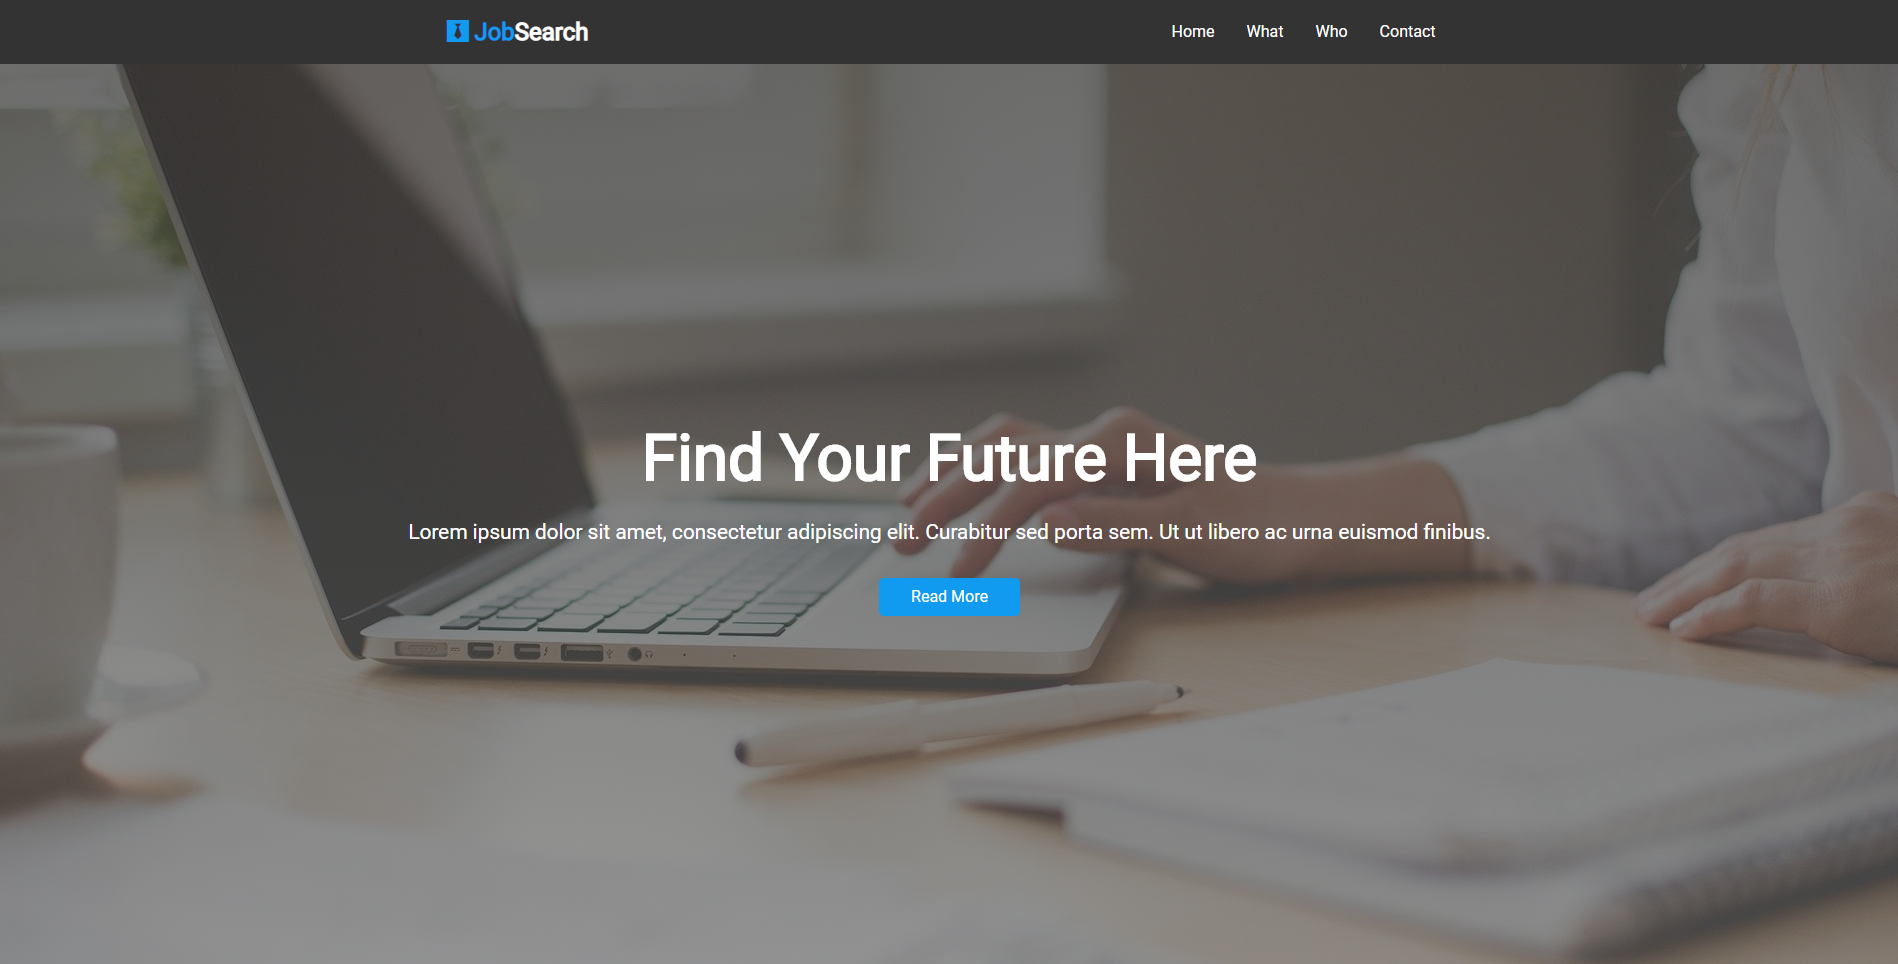 JobSearch
Home What Who Contact
Find Your Future Here
Lorem ipsum dolor sit amet, consectetur adipiscing elit. Curabitur sed porta sem. Ut ut libero ac urna euismod finibus.
Read More